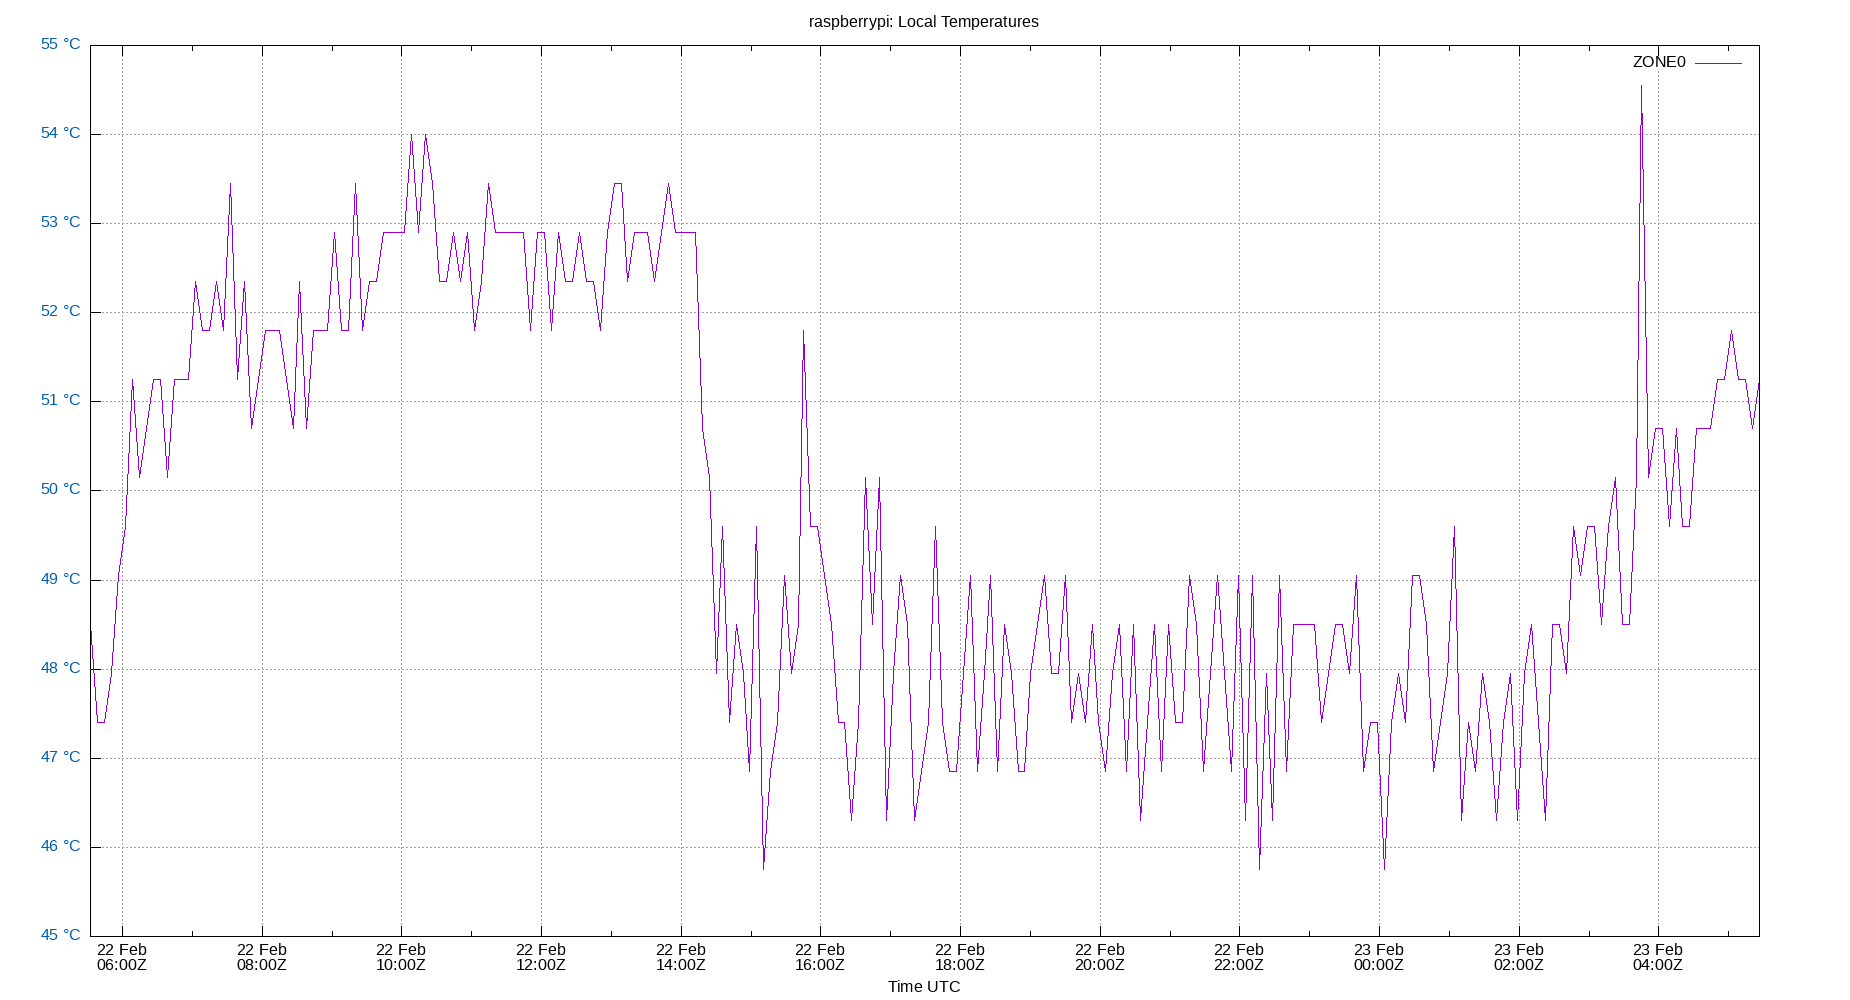 raspberrypi: Local Temperatures
ZONE0
55 °C
54 °C
53 °C
52 °C
51 °C
50 °C
49 °C
48 °C
47 °C
46 °C
45 °C
22 Feb
06:00Z
22 Feb
08:00Z
22 Feb
10:00Z
22 Feb
12:00Z
22 Feb
14:00Z
22 Feb
16:00Z
22 Feb
18:00Z
22 Feb
20:00Z
22 Feb
22:00Z
23 Feb
00:00Z
23 Feb
02:00Z
23 Feb
04:00Z
Time UTC